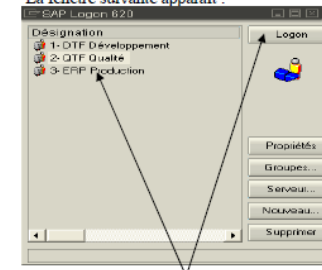 La fenêtre suivante apparaît :
SAP Logon 620
Désignation
1- DTF Développement
2- QTF Qualité
3- ERP Production
Logon
Propriétés
Groupes...
Serveur...
Nouveau...
Supprimer